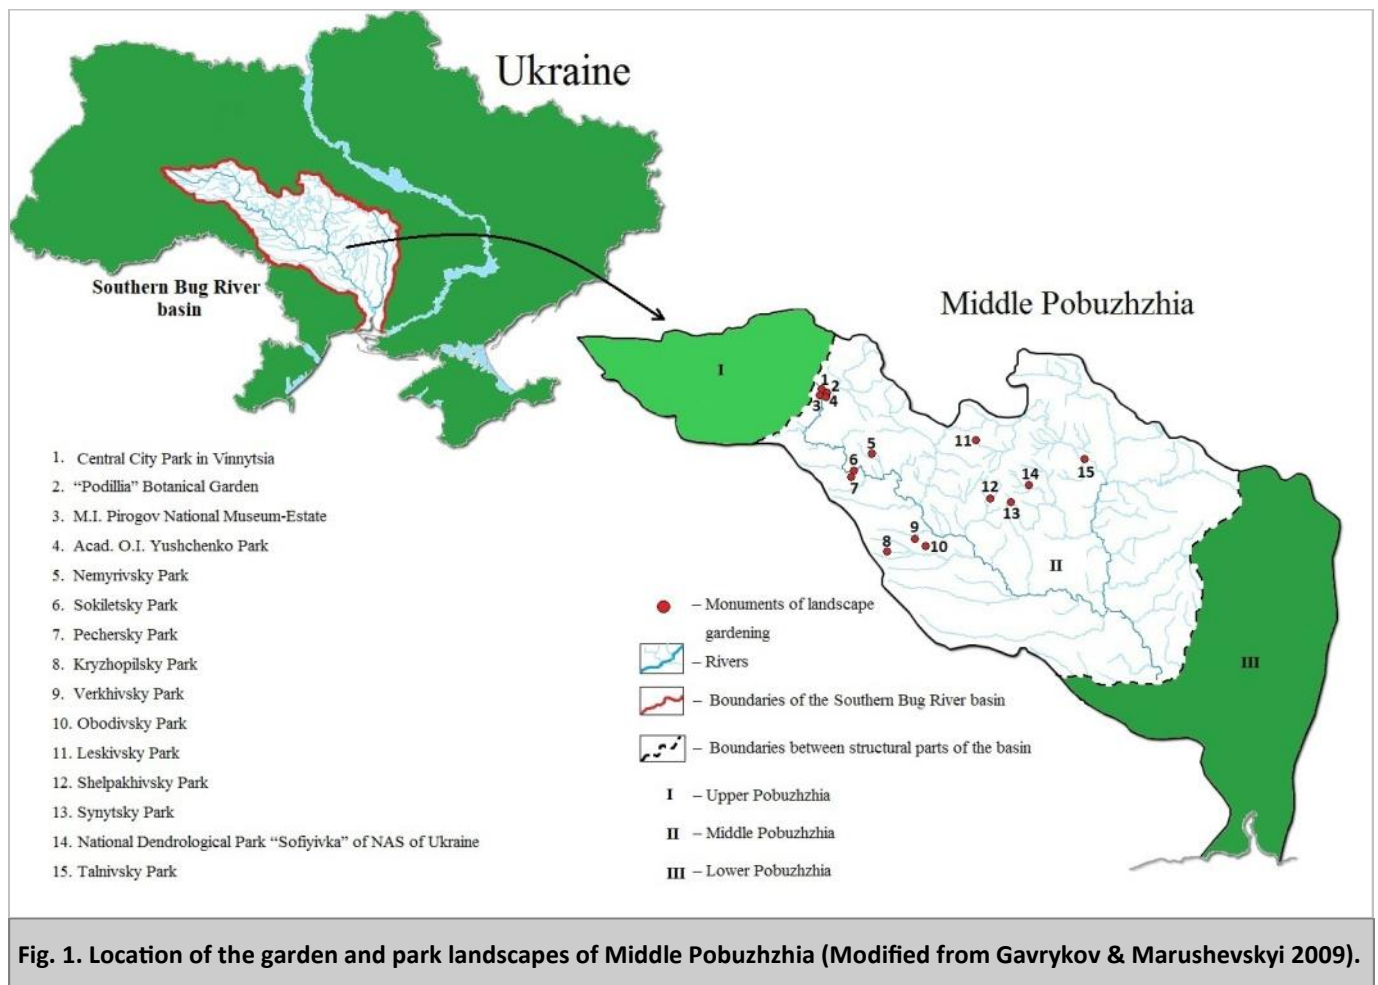 Ukraine
Southern Bug River
basin
Middle Pobuzhzhia
I
1
2
3
4
5
6
7
8
9
10
11
12
13
14
15
II
III
1. Central City Park in Vinnytsia
2. “Podillia” Botanical Garden
3. M.I. Pirogov National Museum-Estate
4. Acad. O.I. Yushchenko Park
5. Nemyrivsky Park
6. Sokiletsky Park
7. Pechersky Park
8. Kryzhopilsky Park
9. Verkhivsky Park
10. Obodivsky Park
11. Leskivsky Park
12. Shelpakhivsky Park
13. Synytsky Park
14. National Dendrological Park “Sofiyivka” of NAS of Ukraine
15. Talnivsky Park
– Monuments of landscape
gardening
– Rivers
– Boundaries of the Southern Bug River basin
– Boundaries between structural parts of the basin
I – Upper Pobuzhzhia
II – Middle Pobuzhzhia
III – Lower Pobuzhzhia
Fig. 1. Location of the garden and park landscapes of Middle Pobuzhzhia (Modified from Gavrykov & Marushevskyi 2009).